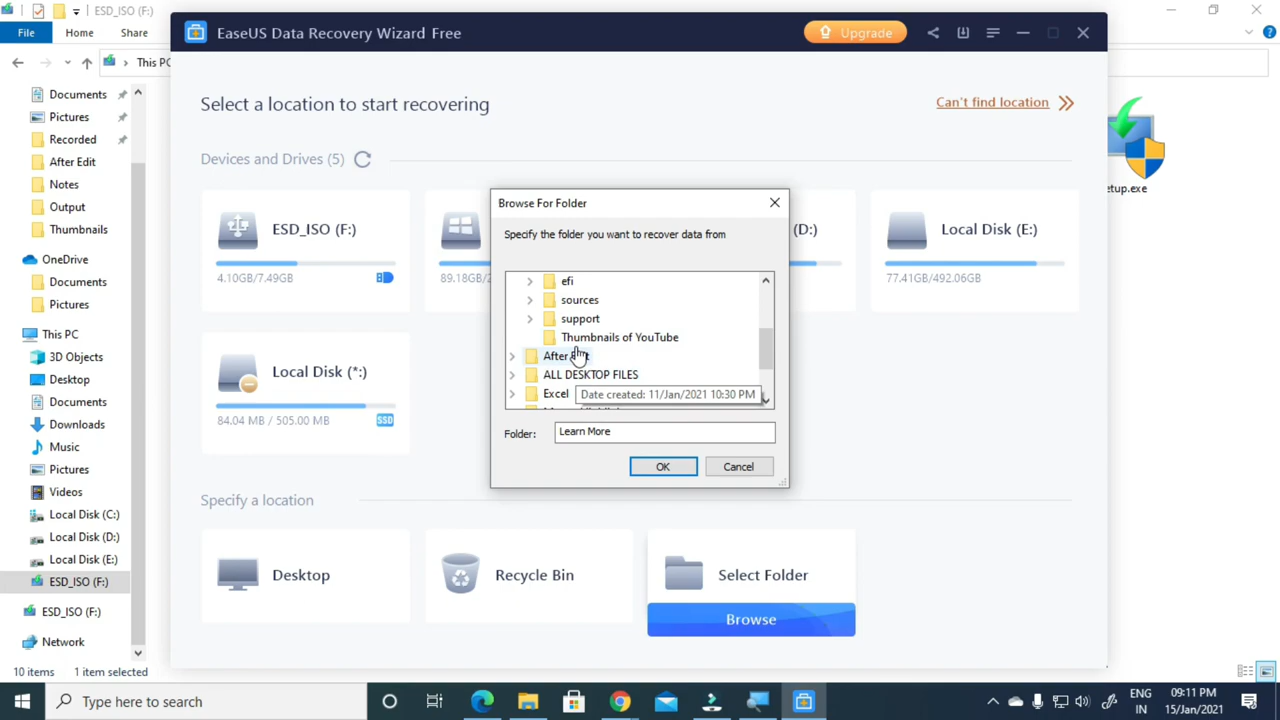 ESD_ISO (F:)
File
Home
Share
This PC
Documents
Pictures
Recorded
After Edit
Notes
Output
Thumbnails
OneDrive
Documents
Pictures
This PC
3D Objects
Desktop
Documents
Downloads
Music
Pictures
Videos
Local Disk (C:)
Local Disk (D:)
Local Disk (E:)
ESD_ISO (F:)
ESD_ISO (F:)
Network
10 items
1 item selected
EaseUS Data Recovery Wizard Free
Upgrade
Select a location to start recovering
Can't find location
Devices and Drives (5)
ESD_ISO (F:)
4.10GB/7.49GB
(D:)
Local Disk (E:)
77.41GB/492.06GB
Local Disk (*:)
84.04 MB / 505.00 MB
SSD
Browse For Folder
Specify the folder you want to recover data from
efi
sources
support
Thumbnails of YouTube
After
ALL DESKTOP FILES
Excel
Date created: 11/Jan/2021 10:30 PM
Folder:
Learn More
OK
Cancel
Specify a location
Desktop
Recycle Bin
Select Folder
Browse
etup.exe
Type here to search
ENG
IN
09:11 PM
15/Jan/2021